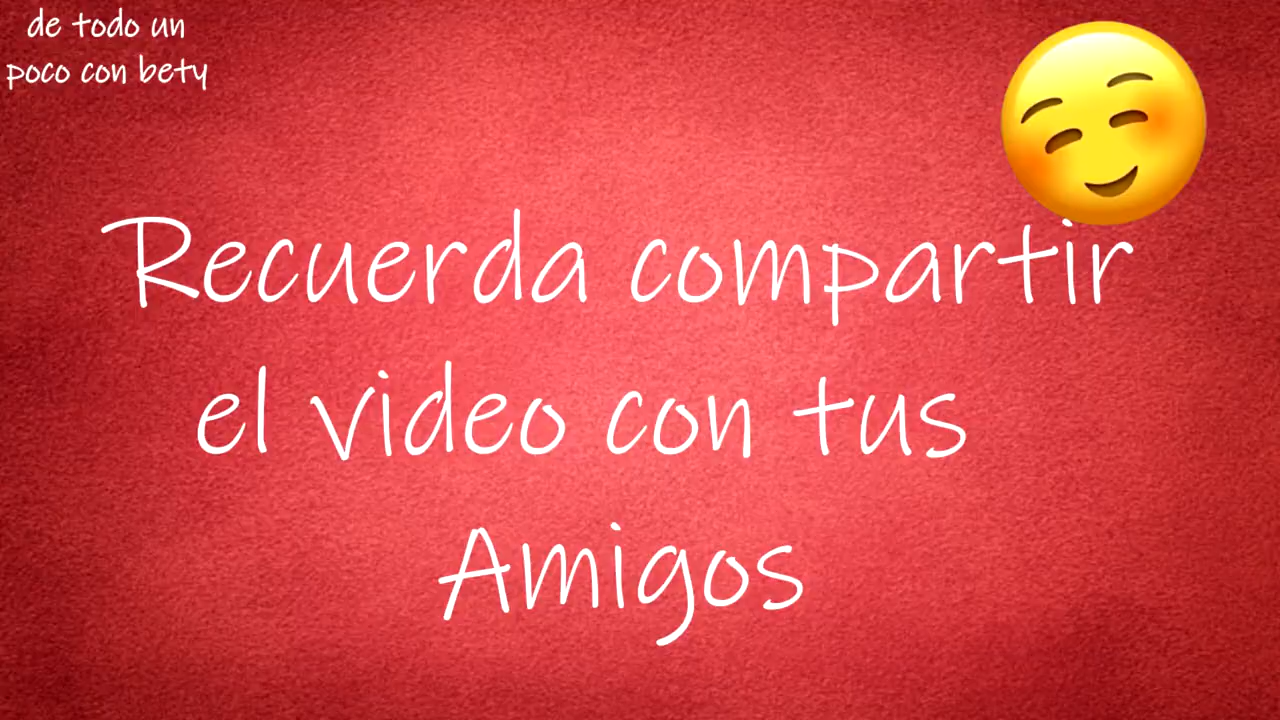 de todo un
poco con bety
Recuerda compartir
el video con tus
Amigos